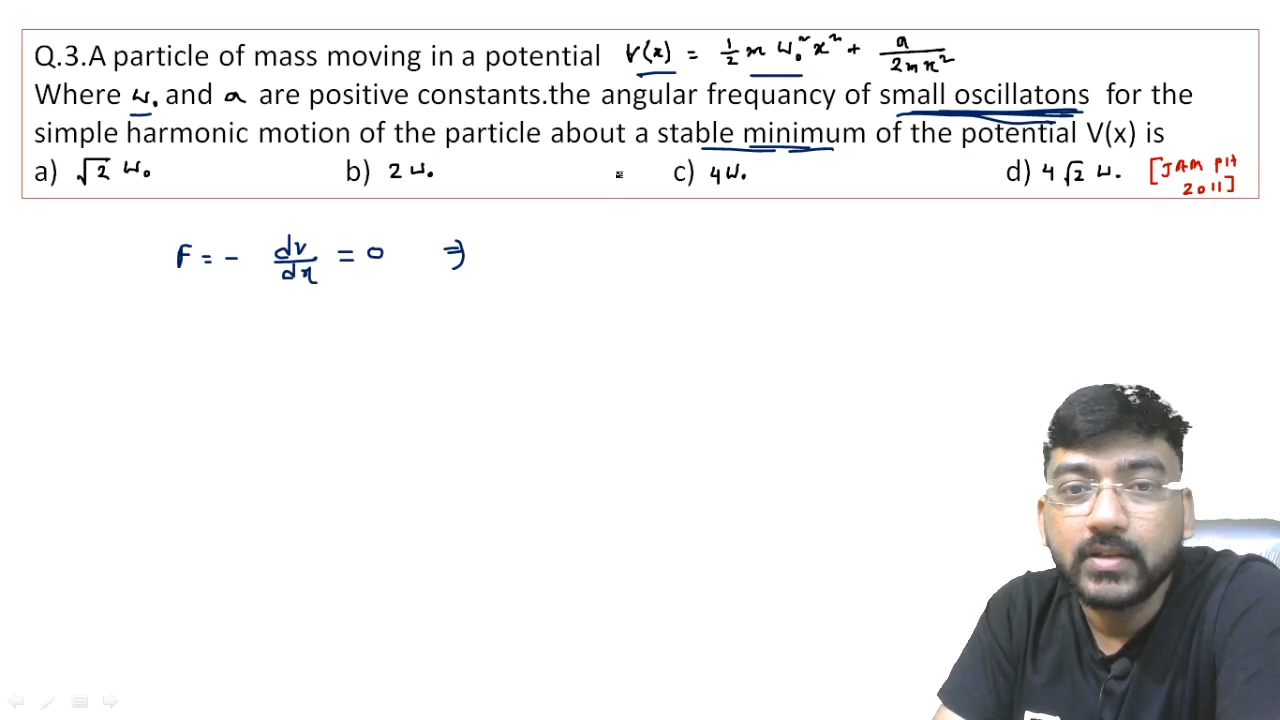 Q.3.A particle of mass moving in a potential V(x) = 1/2 m ω₀² x² + a/2mx²
Where ω₀ and a are positive constants.the angular frequancy of small oscillatons for the
simple harmonic motion of the particle about a stable minimum of the potential V(x) is
a) √2 ω₀ b) 2 ω₀ c) 4ω₀ d) 4 √2 ω₀ [JAM PH 2011]
F = - dv/dx = 0 ⇒